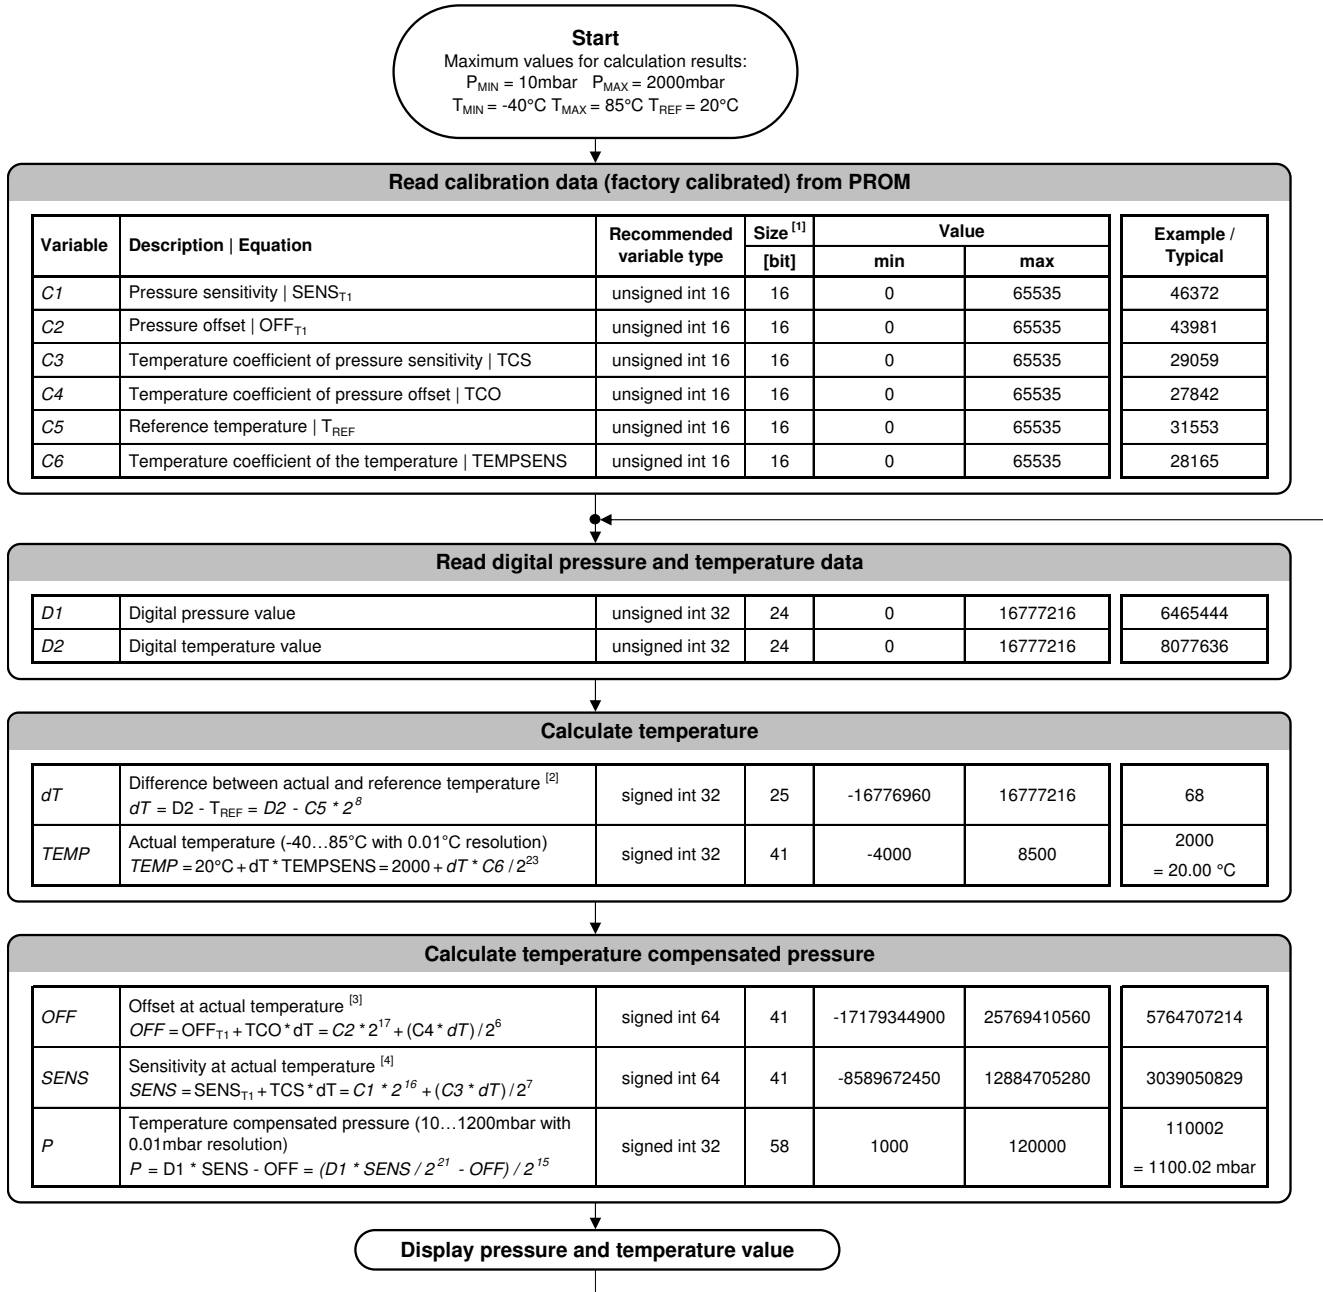 Start
Maximum values for calculation results:
P_MIN = 10mbar P_MAX = 2000mbar
T_MIN = -40°C T_MAX = 85°C T_REF = 20°C
Read calibration data (factory calibrated) from PROM
Variable | Description | Equation | Recommended variable type | Size [1] [bit] | Value min | max | Example / Typical
C1 | Pressure sensitivity | SENS_T1 | unsigned int 16 | 16 | 0 | 65535 | 46372
C2 | Pressure offset | OFF_T1 | unsigned int 16 | 16 | 0 | 65535 | 43981
C3 | Temperature coefficient of pressure sensitivity | TCS | unsigned int 16 | 16 | 0 | 65535 | 29059
C4 | Temperature coefficient of pressure offset | TCO | unsigned int 16 | 16 | 0 | 65535 | 27842
C5 | Reference temperature | T_REF | unsigned int 16 | 16 | 0 | 65535 | 31553
C6 | Temperature coefficient of the temperature | TEMPSENS | unsigned int 16 | 16 | 0 | 65535 | 28165
Read digital pressure and temperature data
D1 | Digital pressure value | unsigned int 32 | 24 | 0 | 16777216 | 6465444
D2 | Digital temperature value | unsigned int 32 | 24 | 0 | 16777216 | 8077636
Calculate temperature
dT | Difference between actual and reference temperature [2]
dT = D2 - T_REF = D2 - C5 * 2^8 | signed int 32 | 25 | -16776960 | 16777216 | 68
TEMP | Actual temperature (-40…85°C with 0.01°C resolution)
TEMP = 20°C + dT * TEMPSENS = 2000 + dT * C6 / 2^23 | signed int 32 | 41 | -4000 | 8500 | 2000
= 20.00 °C
Calculate temperature compensated pressure
OFF | Offset at actual temperature [3]
OFF = OFF_T1 + TCO * dT = C2 * 2^17 + (C4 * dT) / 2^6 | signed int 64 | 41 | -17179344900 | 25769410560 | 5764707214
SENS | Sensitivity at actual temperature [4]
SENS = SENS_T1 + TCS * dT = C1 * 2^16 + (C3 * dT) / 2^7 | signed int 64 | 41 | -8589672450 | 12884705280 | 3039050829
P | Temperature compensated pressure (10…1200mbar with
0.01mbar resolution)
P = D1 * SENS - OFF = (D1 * SENS / 2^21 - OFF) / 2^15 | signed int 32 | 58 | 1000 | 120000 | 110002
= 1100.02 mbar
Display pressure and temperature value